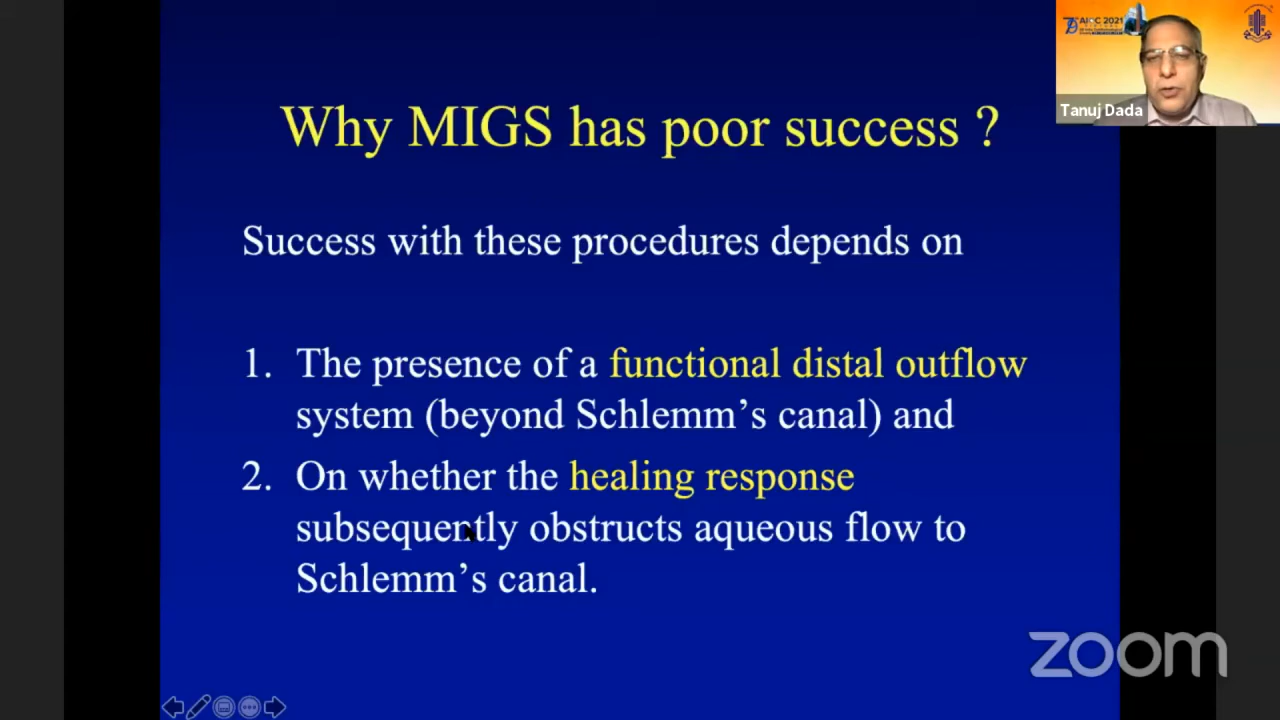 Why MIGS has poor success ?
AIOC 2021
Tanuj Dada
Success with these procedures depends on
1. The presence of a functional distal outflow
system (beyond Schlemm’s canal) and
2. On whether the healing response
subsequently obstructs aqueous flow to
Schlemm’s canal.
zoom